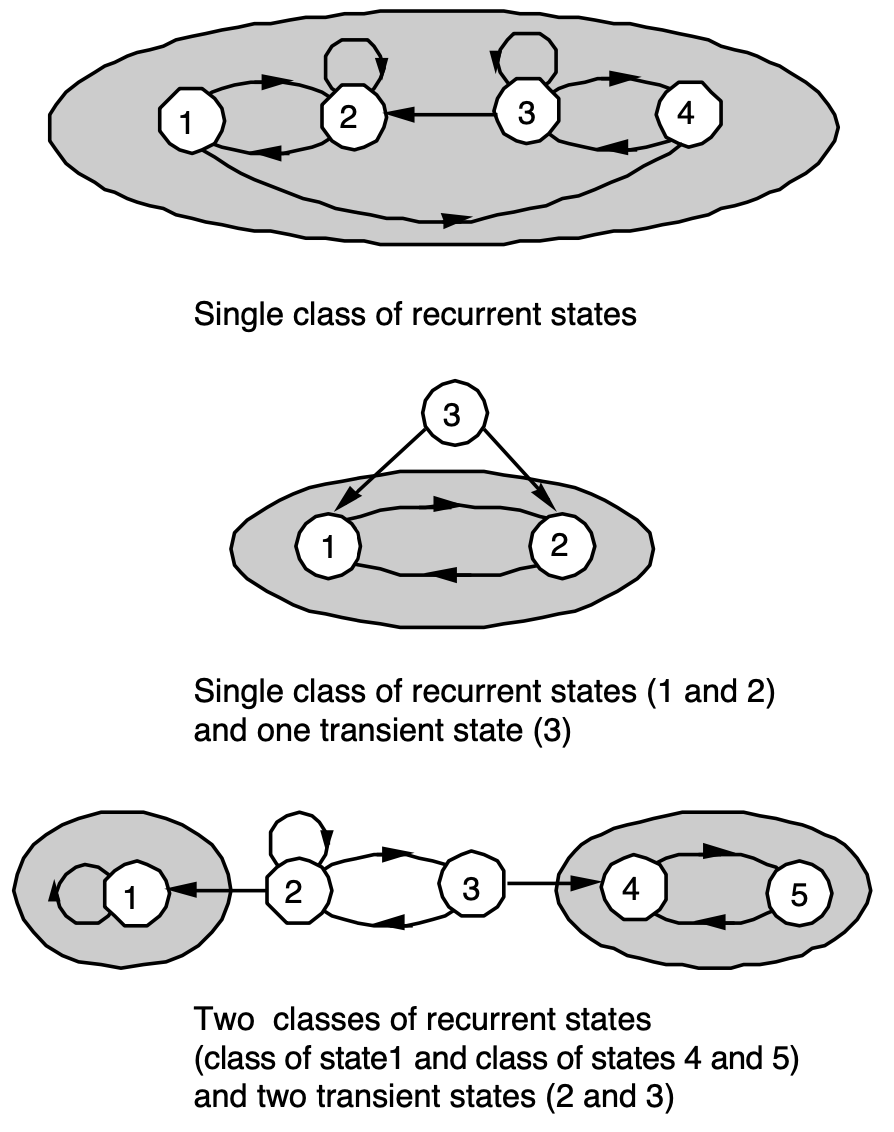 1 2 3 4
Single class of recurrent states
3
1 2
Single class of recurrent states (1 and 2)
and one transient state (3)
1 2 3 4 5
Two  classes of recurrent states
(class of state1 and class of states 4 and 5)
and two transient states (2 and 3)